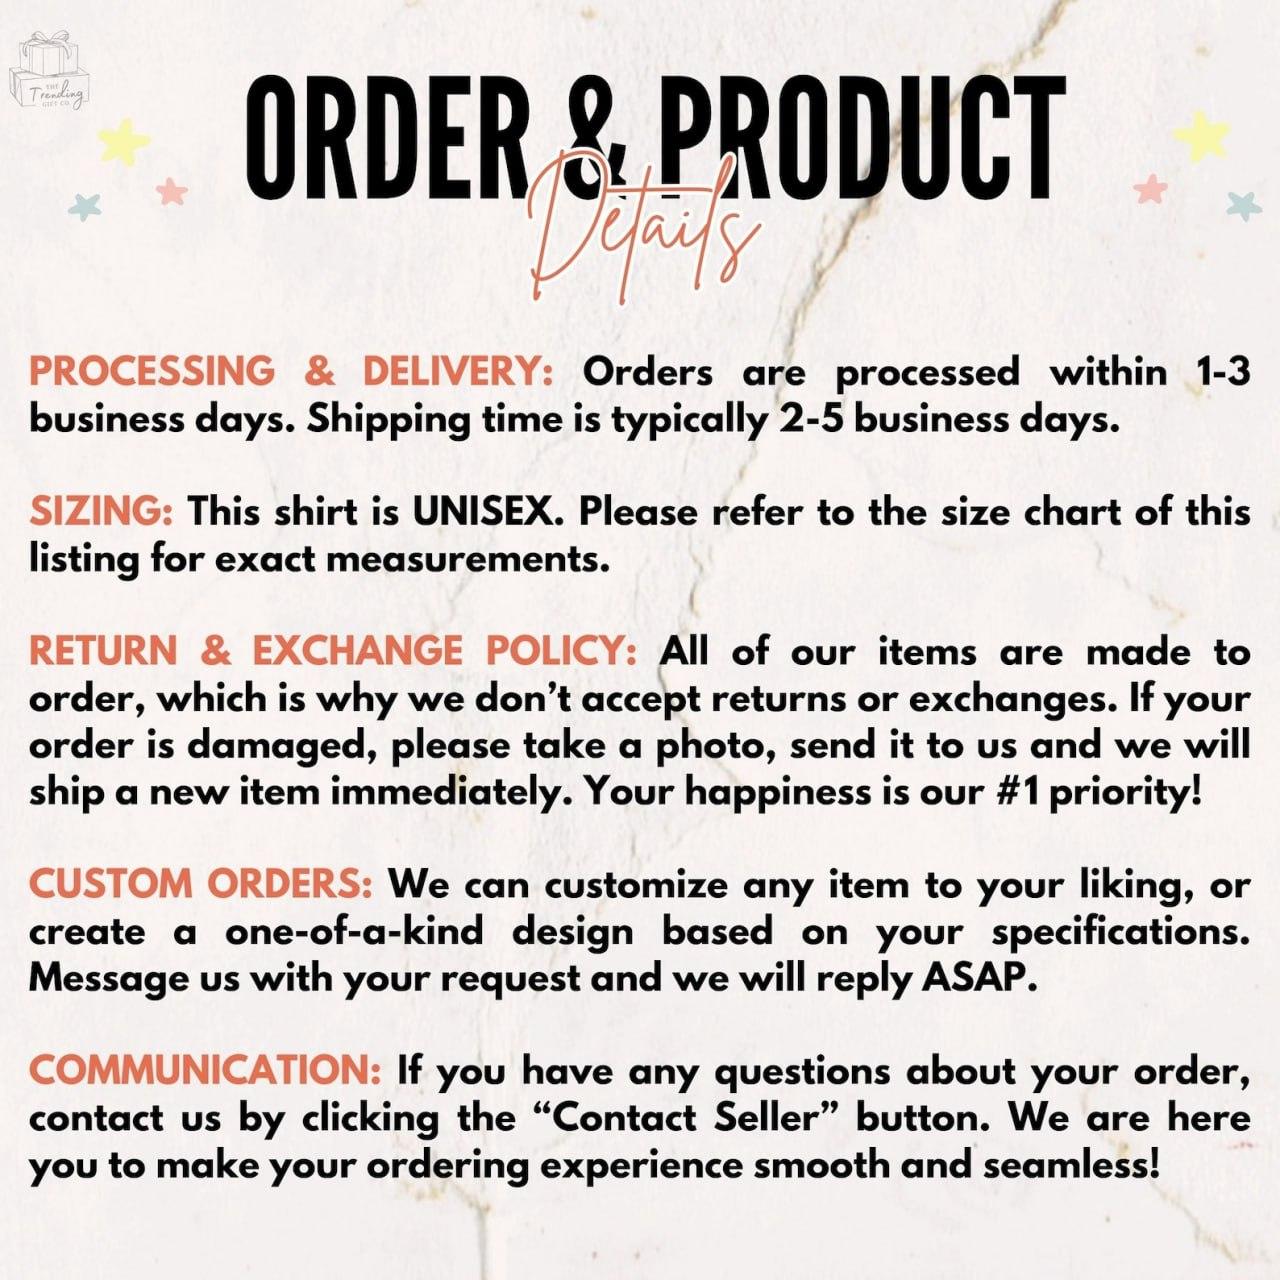 THE
Trending
GIFT CO.
ORDER & PRODUCT
Details
PROCESSING & DELIVERY: Orders are processed within 1-3
business days. Shipping time is typically 2-5 business days.
SIZING: This shirt is UNISEX. Please refer to the size chart of this
listing for exact measurements.
RETURN & EXCHANGE POLICY: All of our items are made to
order, which is why we don’t accept returns or exchanges. If your
order is damaged, please take a photo, send it to us and we will
ship a new item immediately. Your happiness is our #1 priority!
CUSTOM ORDERS: We can customize any item to your liking, or
create a one-of-a-kind design based on your specifications.
Message us with your request and we will reply ASAP.
COMMUNICATION: If you have any questions about your order,
contact us by clicking the “Contact Seller” button. We are here
you to make your ordering experience smooth and seamless!